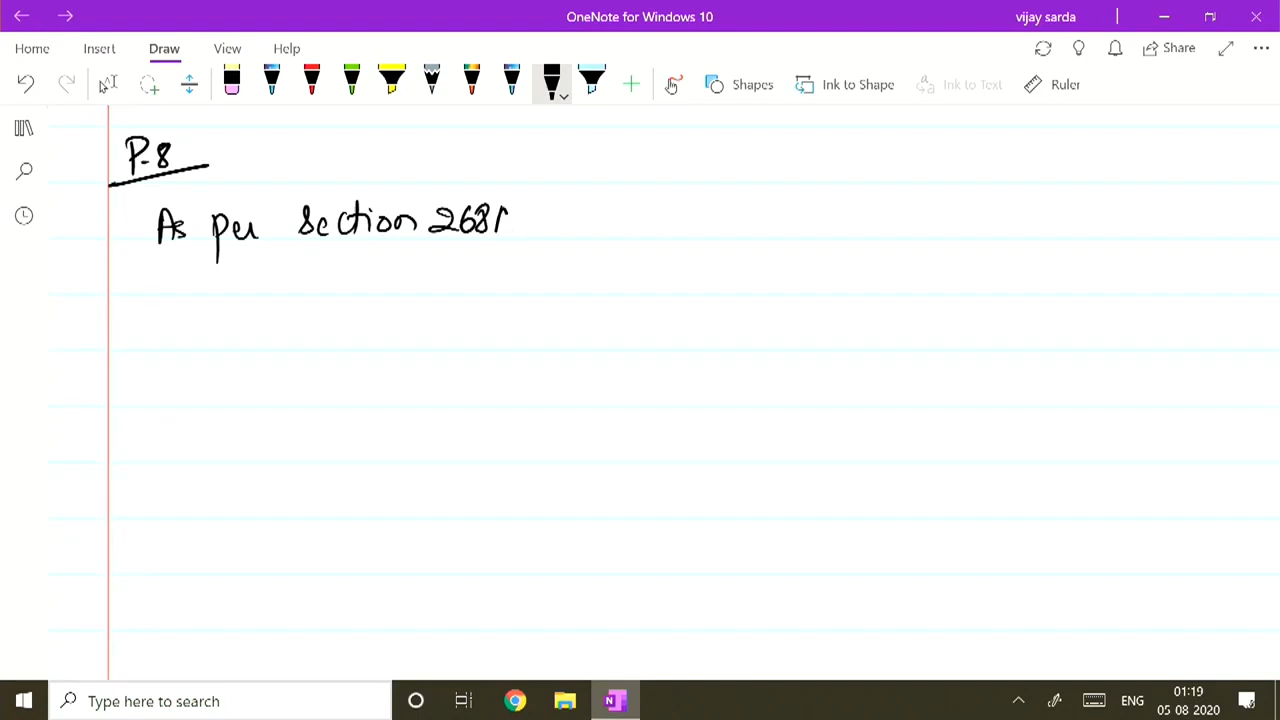 OneNote for Windows 10
vijay sarda
Home Insert Draw View Help
Share
Shapes Ink to Shape Ink to Text Ruler
P-8
As per Section 268
Type here to search
ENG
01:19
05-08-2020